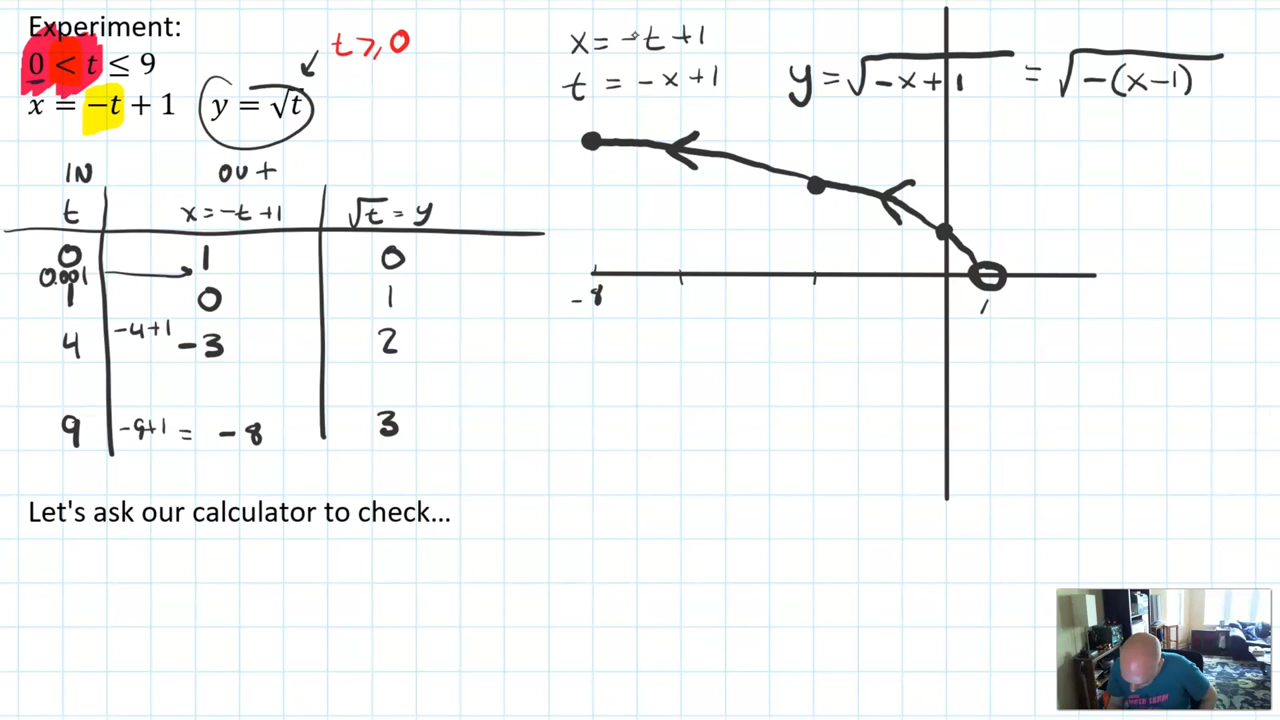 Experiment:
0 < t ≤ 9
x = −t + 1 y = √t
t ≥ 0
IN OUT
t x = -t +1 √t = y
0 1 0
0.001
1 0 1
4 -4+1 -3 2
9 -9+1 = -8 3
x = -t +1
t = -x +1
y = √-x+1 = √-(x-1)
-8 1
Let's ask our calculator to check...